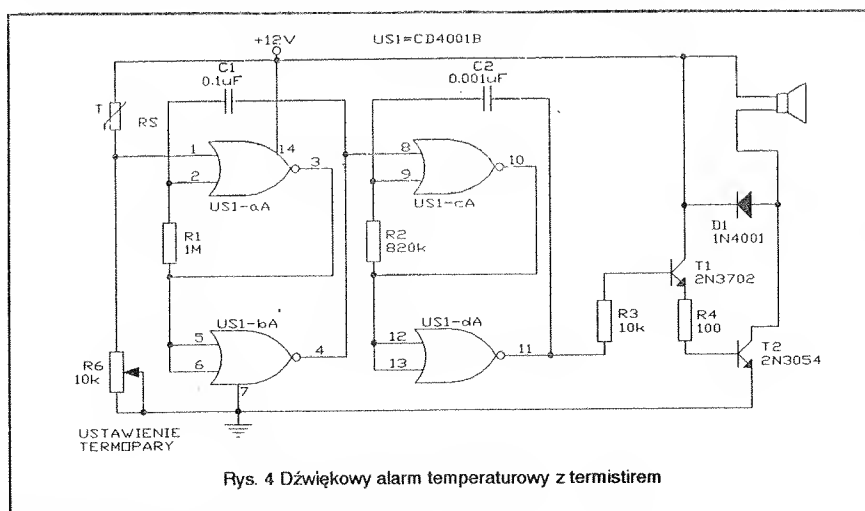 +12V
US1=CD4001B
C1
0.1uF
C2
0.001uF
T
RS
1
14
3
2
US1-aA
8
10
9
US1-cA
R1
1M
R2
820k
D1
1N4001
T1
2N3702
5
US1-bA
4
6
7
12
US1-dA
11
13
R3
10k
R4
100
T2
2N3054
R6
10k
USTAWIENIE
TERMOPARY
Rys. 4 Dźwiękowy alarm temperaturowy z termistirem